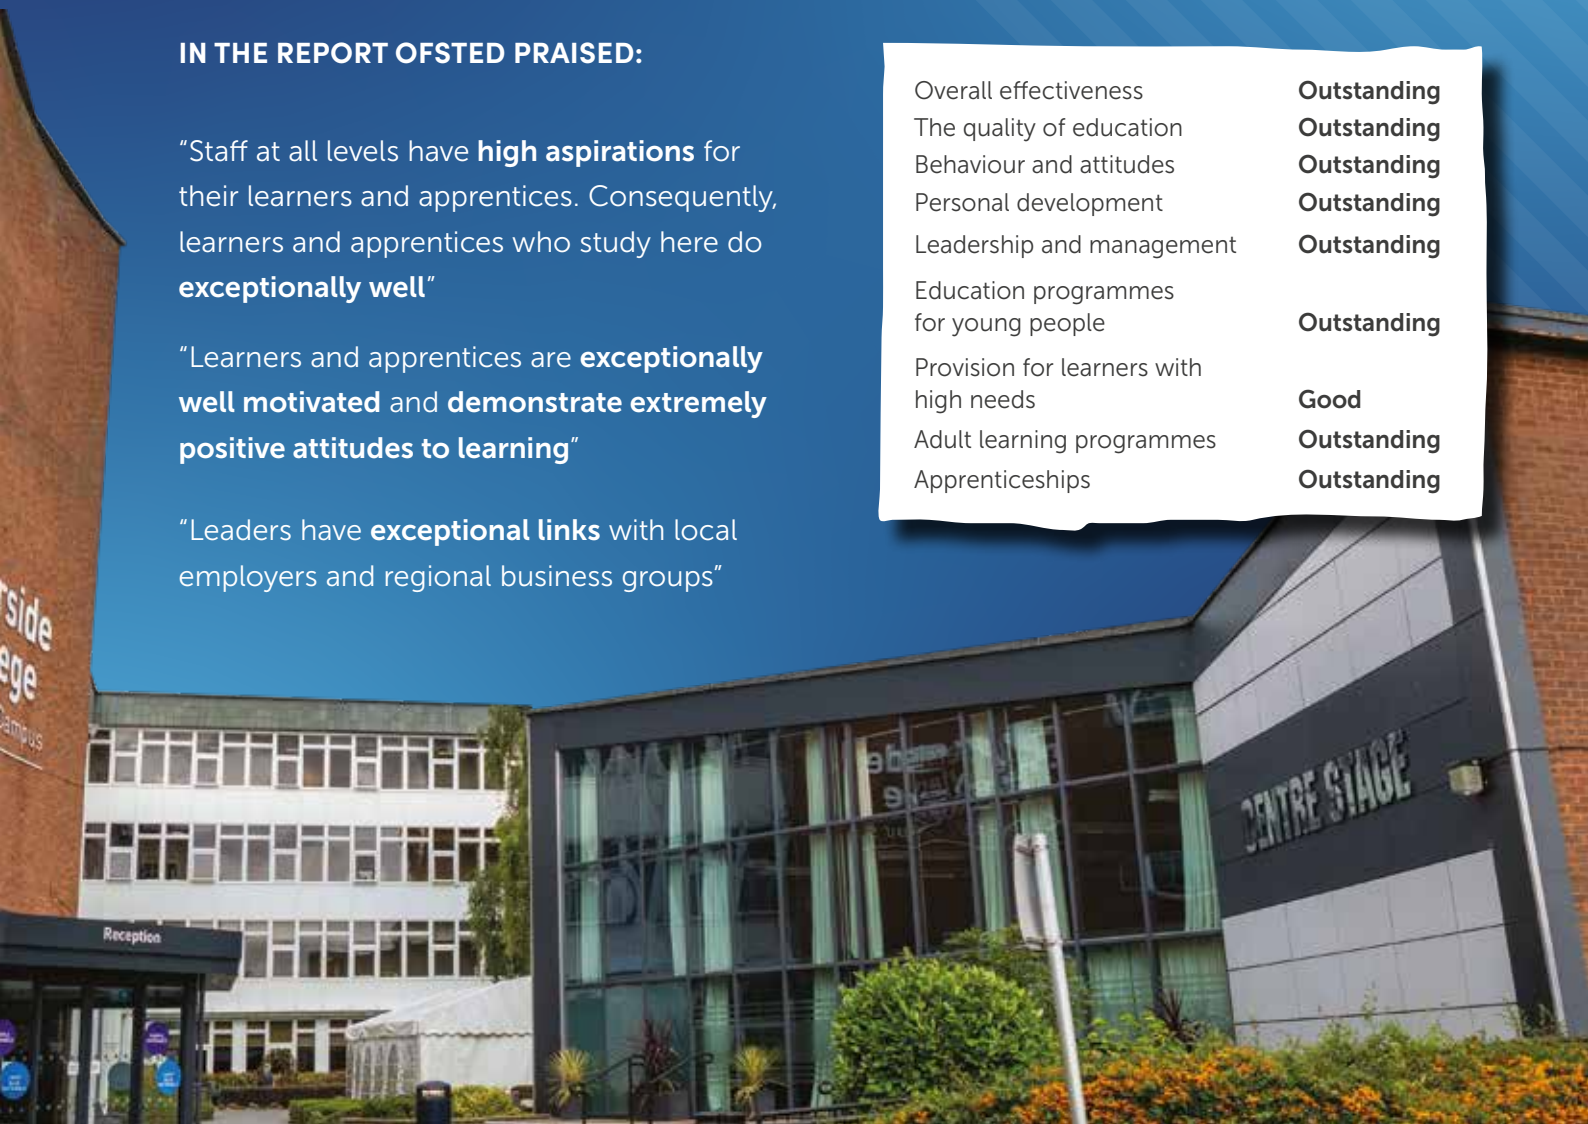 IN THE REPORT OFSTED PRAISED:
“Staff at all levels have high aspirations for
their learners and apprentices. Consequently,
learners and apprentices who study here do
exceptionally well”
“Learners and apprentices are exceptionally
well motivated and demonstrate extremely
positive attitudes to learning”
“Leaders have exceptional links with local
employers and regional business groups”
Overall effectiveness Outstanding
The quality of education Outstanding
Behaviour and attitudes Outstanding
Personal development Outstanding
Leadership and management Outstanding
Education programmes
for young people Outstanding
Provision for learners with
high needs Good
Adult learning programmes Outstanding
Apprenticeships Outstanding
rside
ege
Campus
Reception
CENTRE STAGE